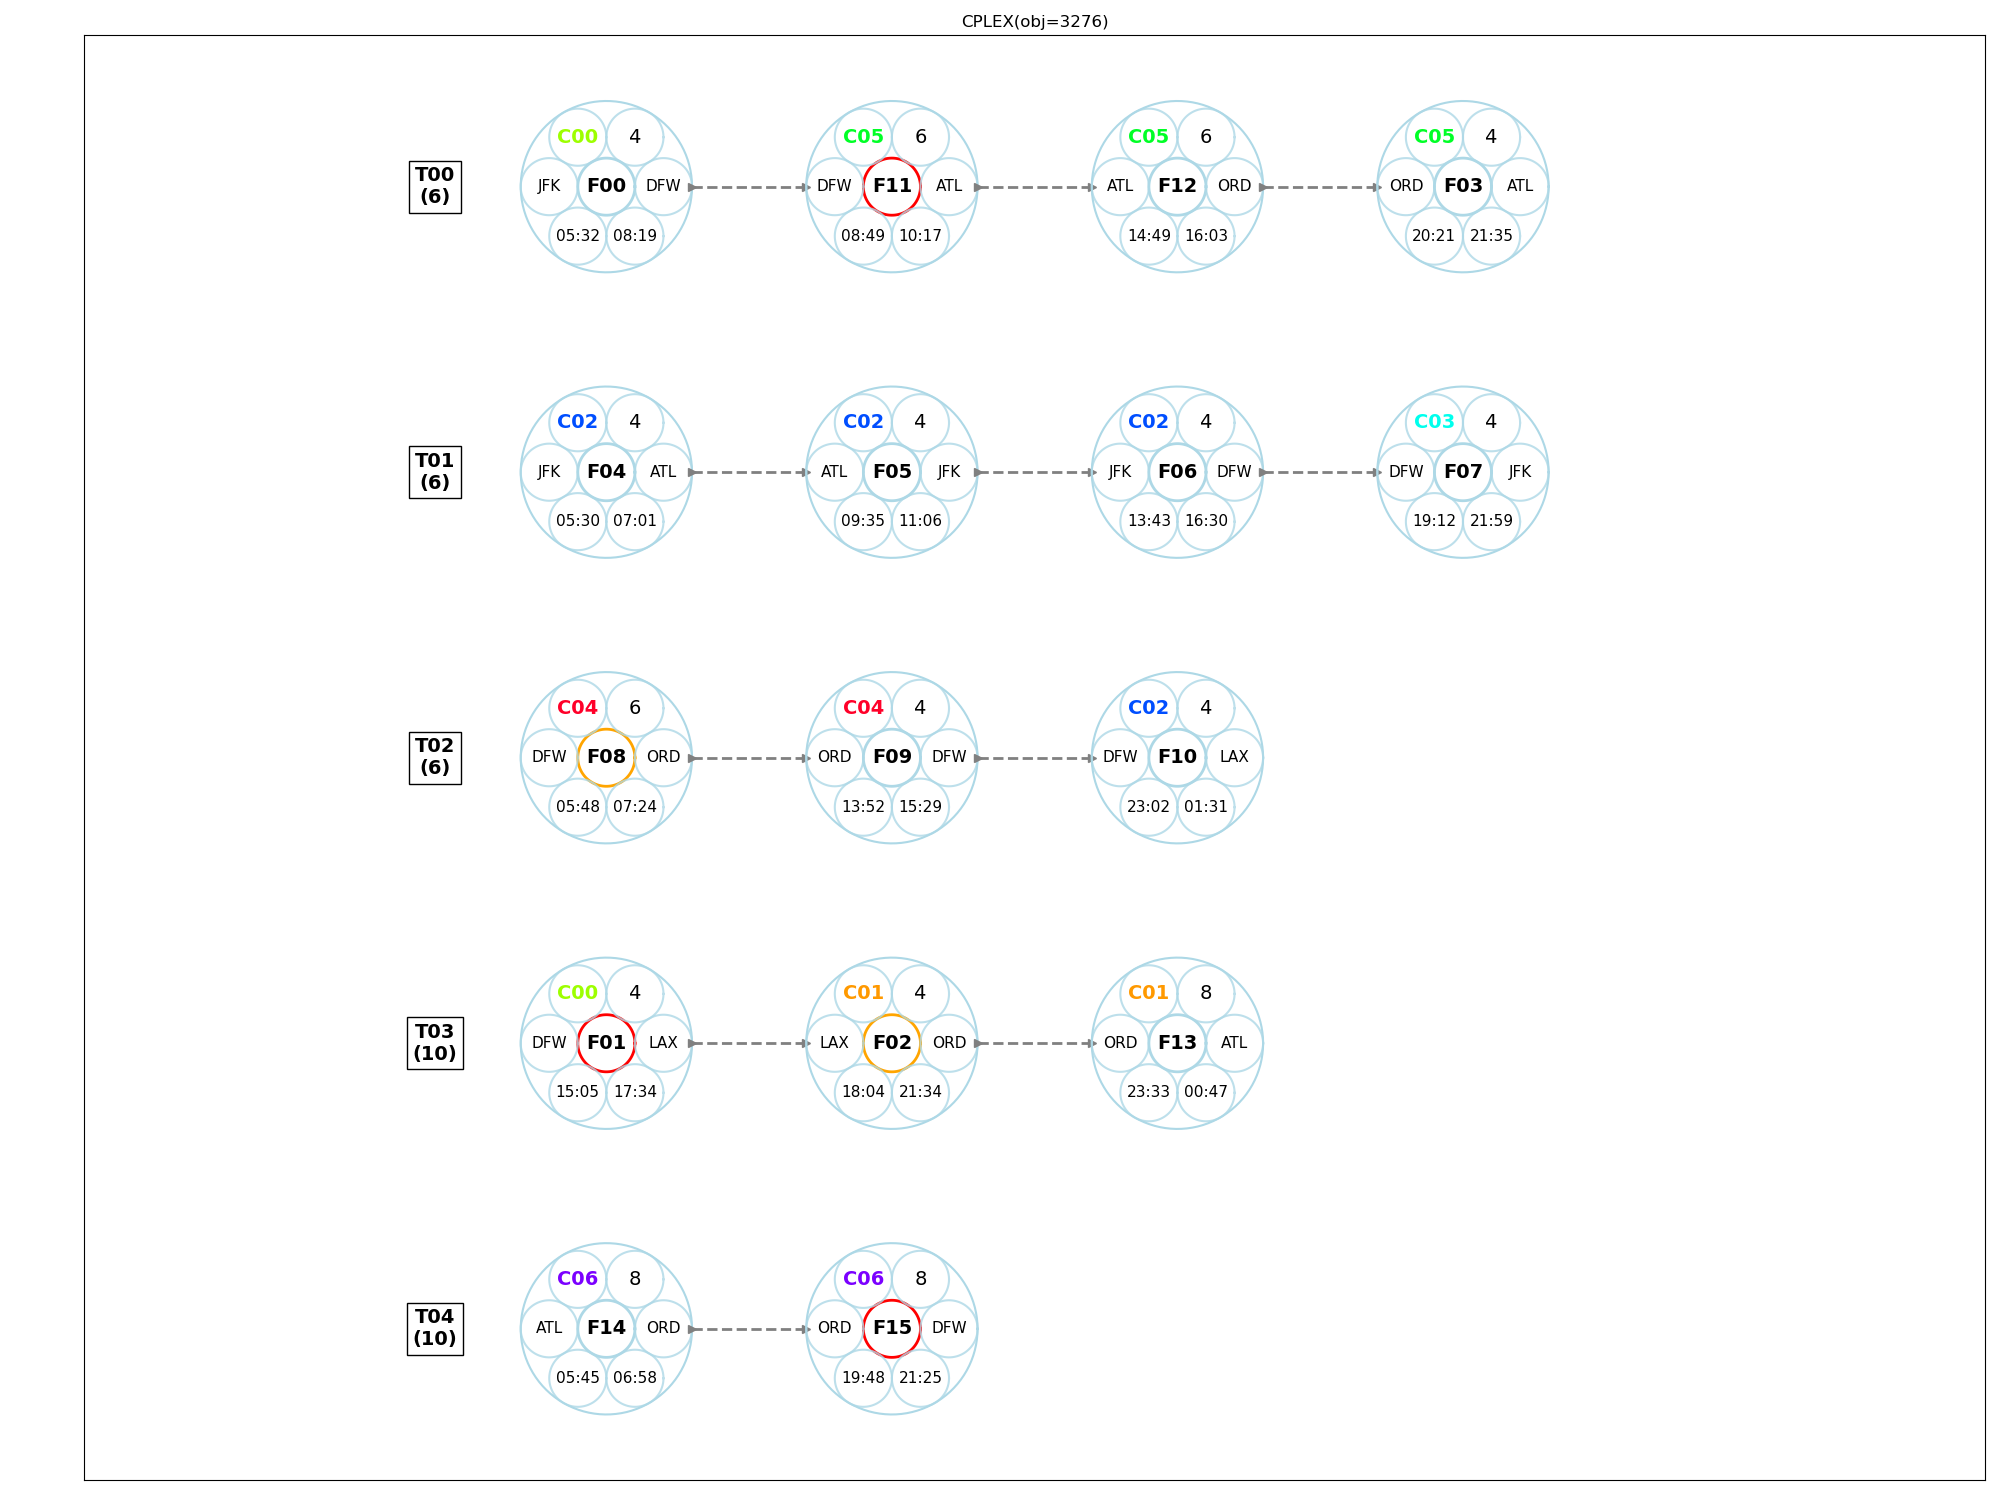 CPLEX(obj=3276)
T00
(6)
C00 4
JFK F00 DFW
05:32 08:19
C05 6
DFW F11 ATL
08:49 10:17
C05 6
ATL F12 ORD
14:49 16:03
C05 4
ORD F03 ATL
20:21 21:35
T01
(6)
C02 4
JFK F04 ATL
05:30 07:01
C02 4
ATL F05 JFK
09:35 11:06
C02 4
JFK F06 DFW
13:43 16:30
C03 4
DFW F07 JFK
19:12 21:59
T02
(6)
C04 6
DFW F08 ORD
05:48 07:24
C04 4
ORD F09 DFW
13:52 15:29
C02 4
DFW F10 LAX
23:02 01:31
T03
(10)
C00 4
DFW F01 LAX
15:05 17:34
C01 4
LAX F02 ORD
18:04 21:34
C01 8
ORD F13 ATL
23:33 00:47
T04
(10)
C06 8
ATL F14 ORD
05:45 06:58
C06 8
ORD F15 DFW
19:48 21:25